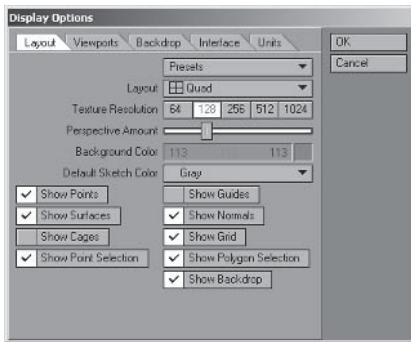 Display Options
Layout Viewports Backdrop Interface Units
OK
Cancel
Presets
Layout Quad
Texture Resolution 64 128 256 512 1024
Perspective Amount
Background Color 113 113
Default Sketch Color Gray
Show Points Show Guides
Show Surfaces Show Normals
Show Cages Show Grid
Show Point Selection Show Polygon Selection
Show Backdrop